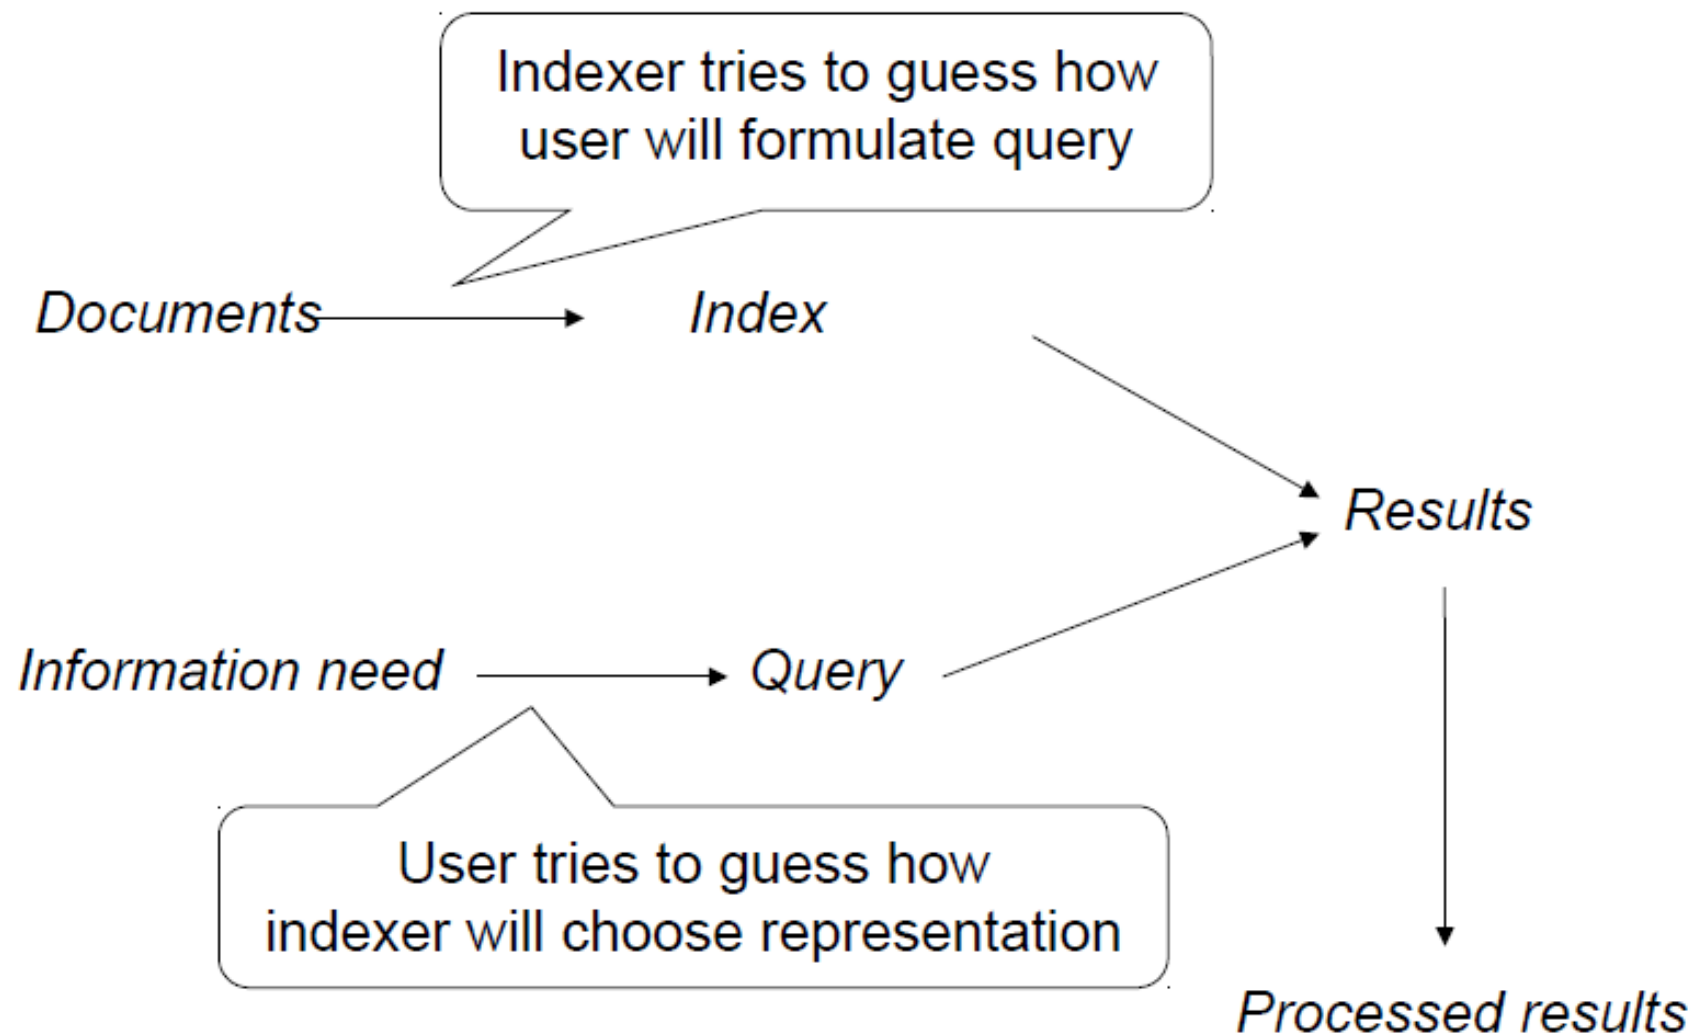 Indexer tries to guess how
user will formulate query
Documents
Index
Results
Information need
Query
User tries to guess how
indexer will choose representation
Processed results